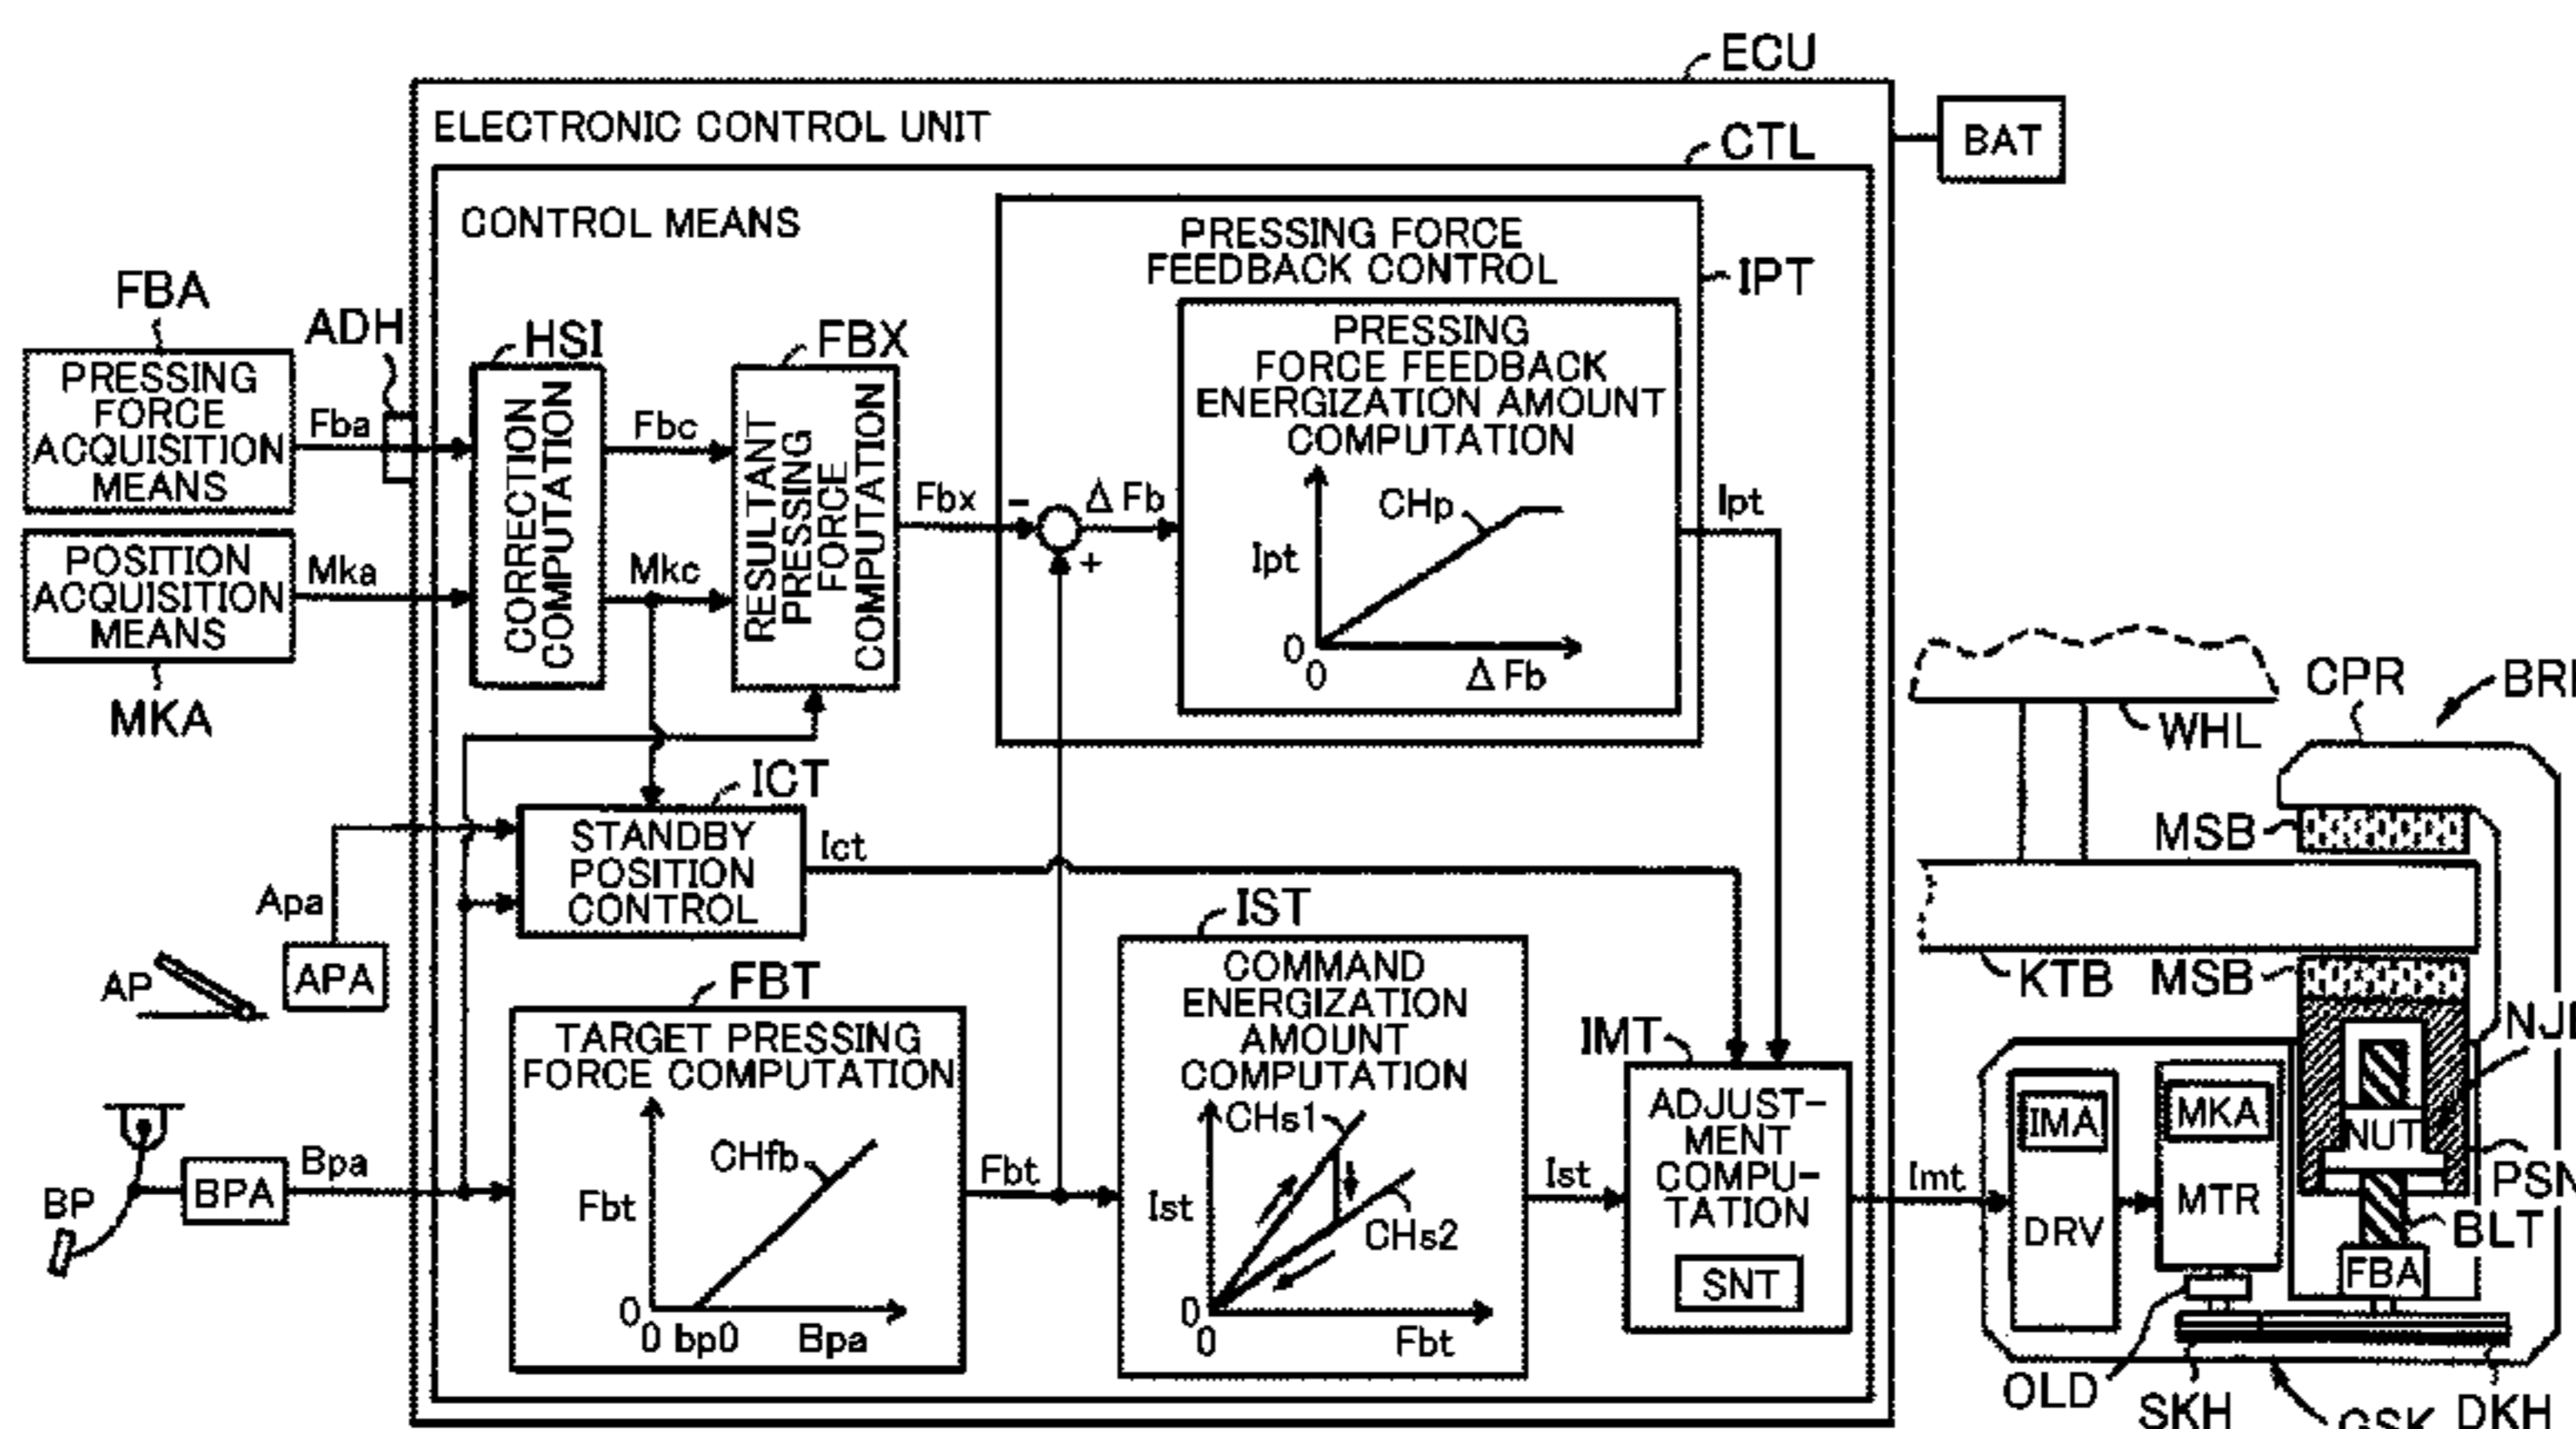 ECU
ELECTRONIC CONTROL UNIT
BAT
CTL
CONTROL MEANS
PRESSING FORCE
FEEDBACK CONTROL
IPT
FBA
ADH
HSI
FBX
PRESSING
FORCE
ACQUISITION
MEANS
Fba
CORRECTION
COMPUTATION
Fbc
RESULTANT
PRESSING
FORCE
COMPUTATION
PRESSING
FORCE FEEDBACK
ENERGIZATION AMOUNT
COMPUTATION
Fbx
-
Δ Fb
+
CHp
Ipt
0
0
Δ Fb
Ipt
POSITION
ACQUISITION
MEANS
Mka
Mkc
MKA
ICT
STANDBY
POSITION
CONTROL
Ict
Apa
AP
APA
FBT
TARGET PRESSING
FORCE COMPUTATION
CHfb
Fbt
0
0 bp0
Bpa
BP
BPA
Bpa
Fbt
IST
COMMAND
ENERGIZATION
AMOUNT
COMPUTATION
CHs1
Ist
CHs2
0
0
Fbt
Ist
IMT
ADJUST-
MENT
COMPU-
TATION
SNT
Imt
WHL
CPR
MSB
KTB
MSB
IMA
DRV
MKA
MTR
NUT
BLT
FBA
OLD
SKH
DKH